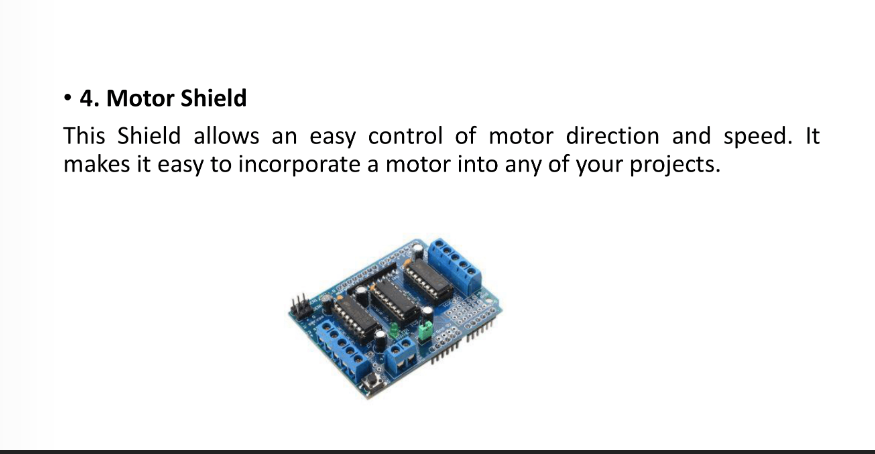 • 4. Motor Shield
This Shield allows an easy control of motor direction and speed. It
makes it easy to incorporate a motor into any of your projects.